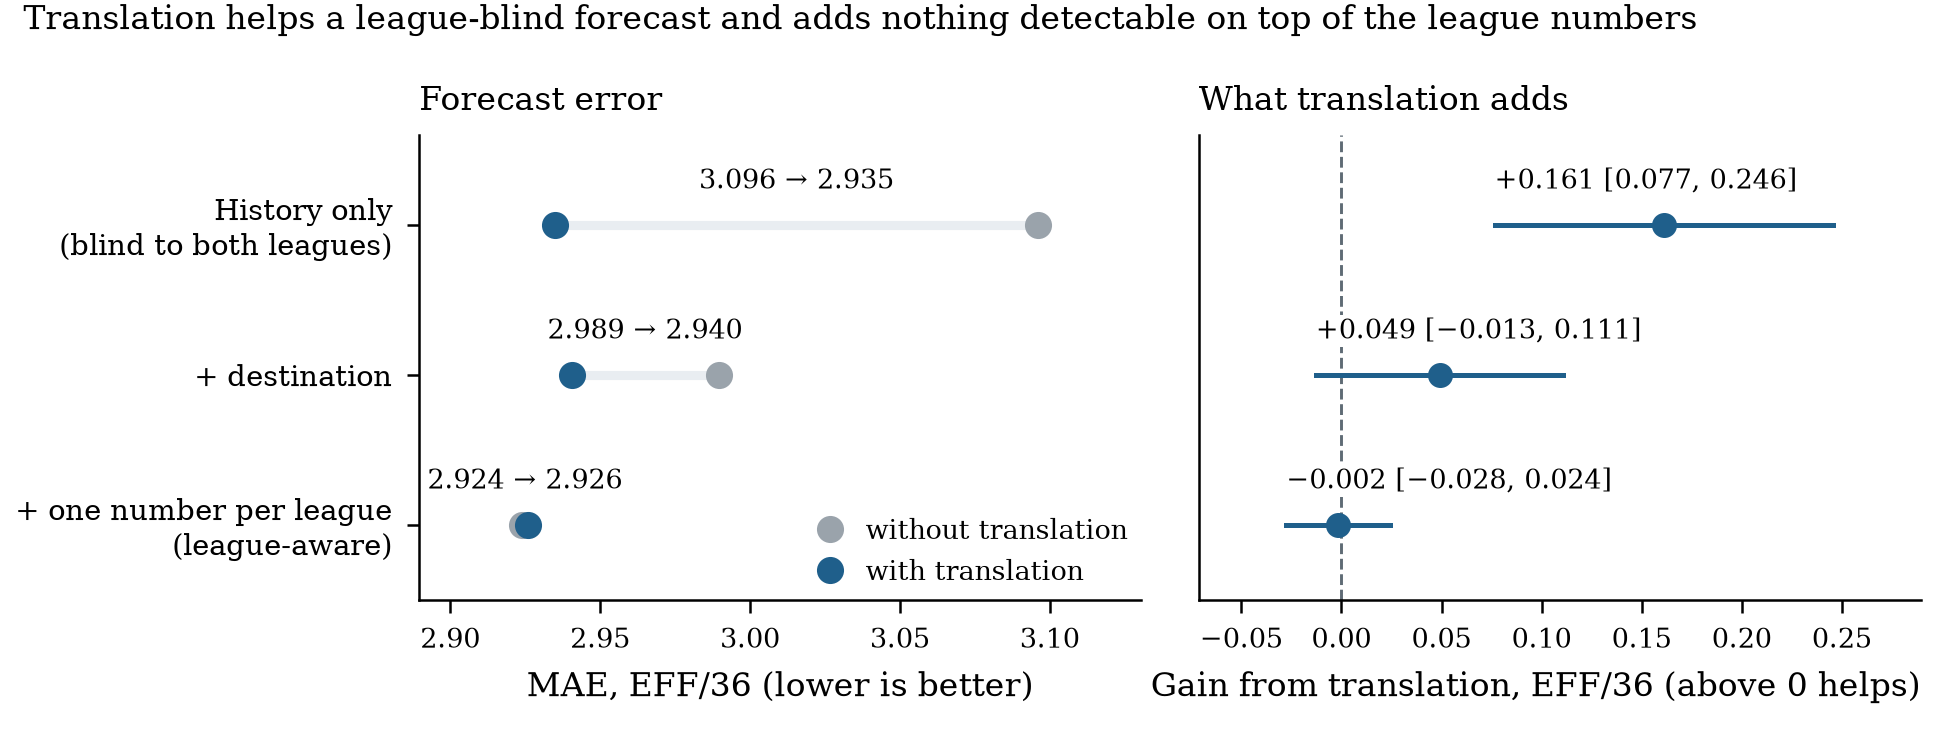 Translation helps a league-blind forecast and adds nothing detectable on top of the league numbers
Forecast error
3.096 → 2.935
History only
(blind to both leagues)
2.989 → 2.940
+ destination
2.924 → 2.926
+ one number per league
(league-aware)
without translation
with translation
2.90 2.95 3.00 3.05 3.10
MAE, EFF/36 (lower is better)
What translation adds
+0.161 [0.077, 0.246]
+0.049 [−0.013, 0.111]
−0.002 [−0.028, 0.024]
−0.05 0.00 0.05 0.10 0.15 0.20 0.25
Gain from translation, EFF/36 (above 0 helps)